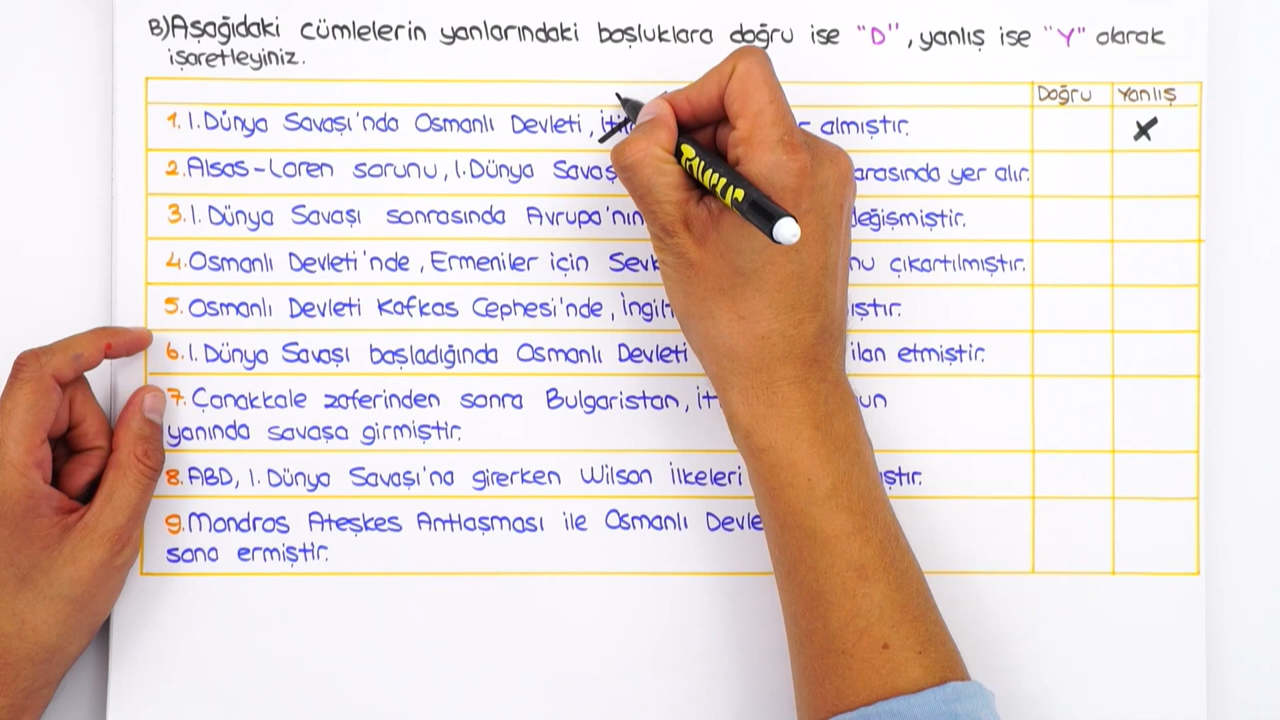 B)Aşağıdaki cümlelerin yanlarındaki boşluklara doğru ise "D", yanlış ise "Y" olarak
işaretleyiniz.
Doğru Yanlış
1. I. Dünya Savaşı'nda Osmanlı Devleti, almıştır. X
2. Alsas-Loren sorunu, I. Dünya arasında yer alır.
3. I. Dünya Savaşı sonrasında Avrupa'nın değişmiştir.
4. Osmanlı Devleti'nde, Ermeniler için çıkartılmıştır.
5. Osmanlı Devleti Kafkas Cephesi'nde,
6. I. Dünya Savaşı başladığında Osmanlı Devleti ilan etmiştir.
7. Çanakkale zaferinden sonra Bulgaristan,
yanında savaşa girmiştir.
8. ABD, I. Dünya Savaşı'na girerken Wilson İlkeleri
9. Mondros Ateşkes Antlaşması ile Osmanlı
sona ermiştir.